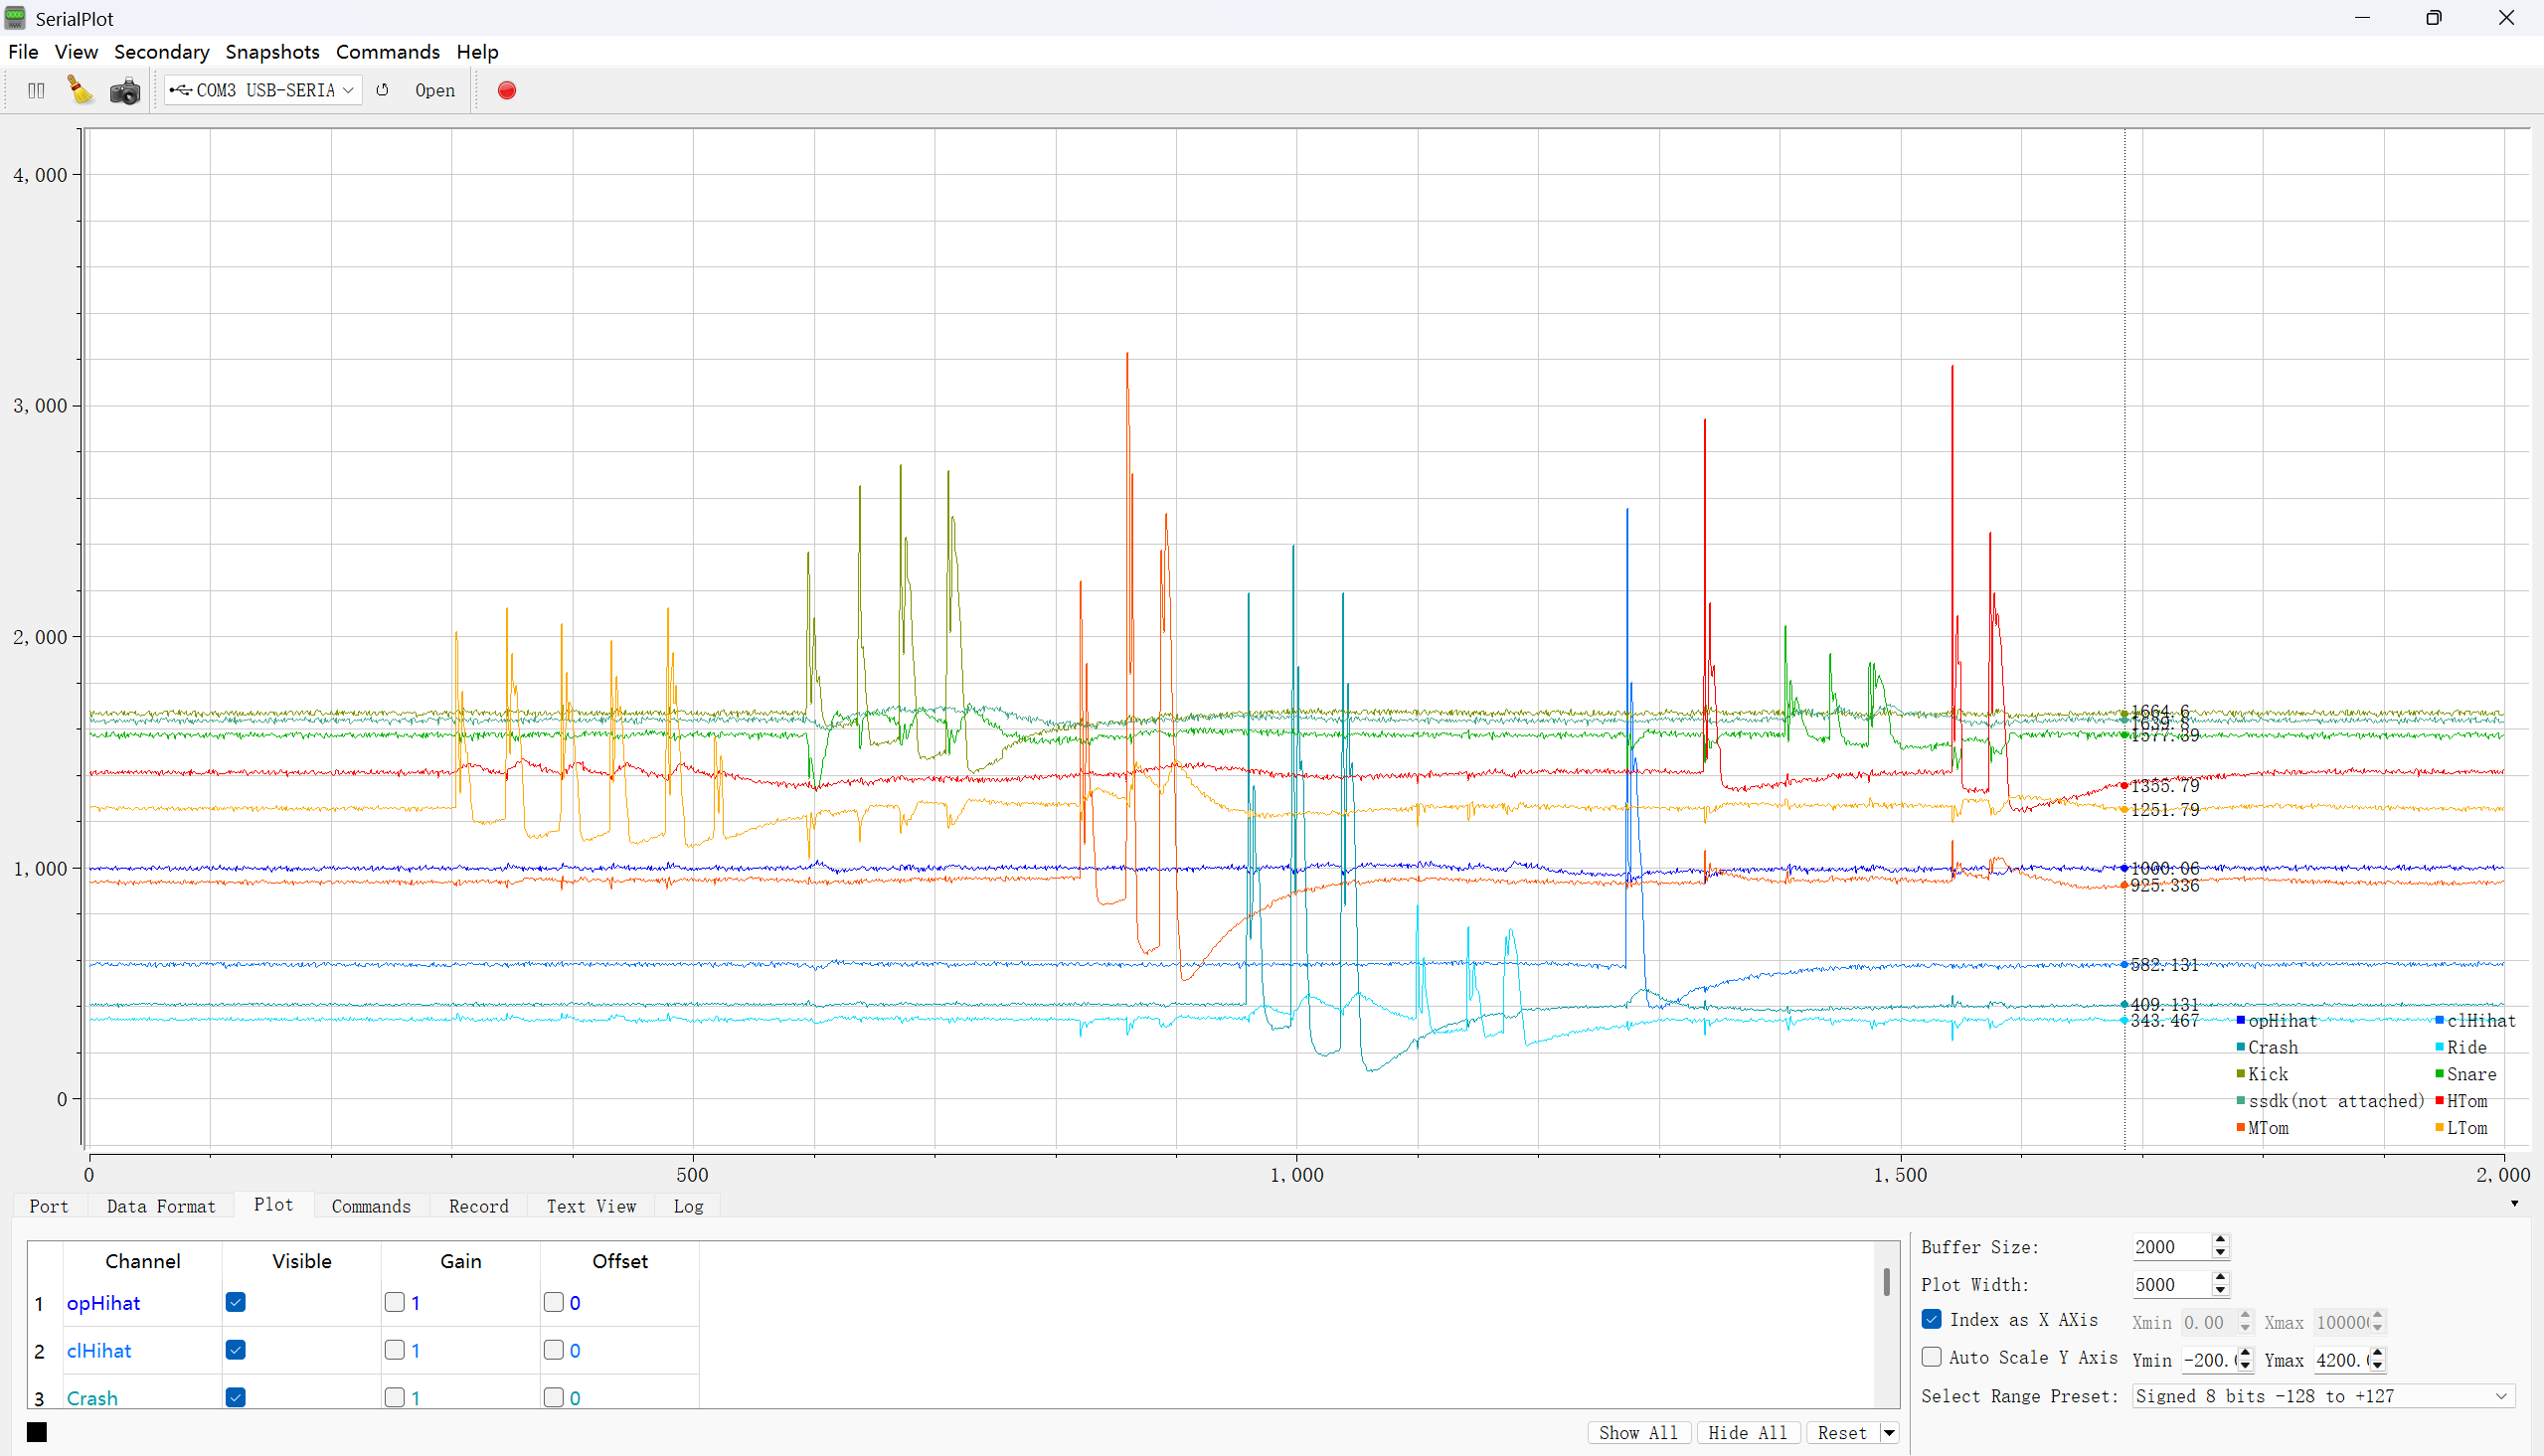 SerialPlot
File View Secondary Snapshots Commands Help
COM3 USB-SERIA Open
4,000
3,000
2,000
1,000
0
1664.6
1639.8
1577.39
1355.79
1251.79
1000.06
925.336
582.131
409.131
343.467
opHihat clHihat
Crash Ride
Kick Snare
ssdk(not attached) HTom
MTom LTom
0 500 1,000 1,500 2,000
Port Data Format Plot Commands Record Text View Log
Channel Visible Gain Offset
1 opHihat 1 0
2 clHihat 1 0
3 Crash 1 0
Buffer Size: 2000
Plot Width: 5000
Index as X AXis Xmin 0.00 Xmax 10000
Auto Scale Y Axis Ymin -200. Ymax 4200.
Select Range Preset: Signed 8 bits -128 to +127
Show All Hide All Reset